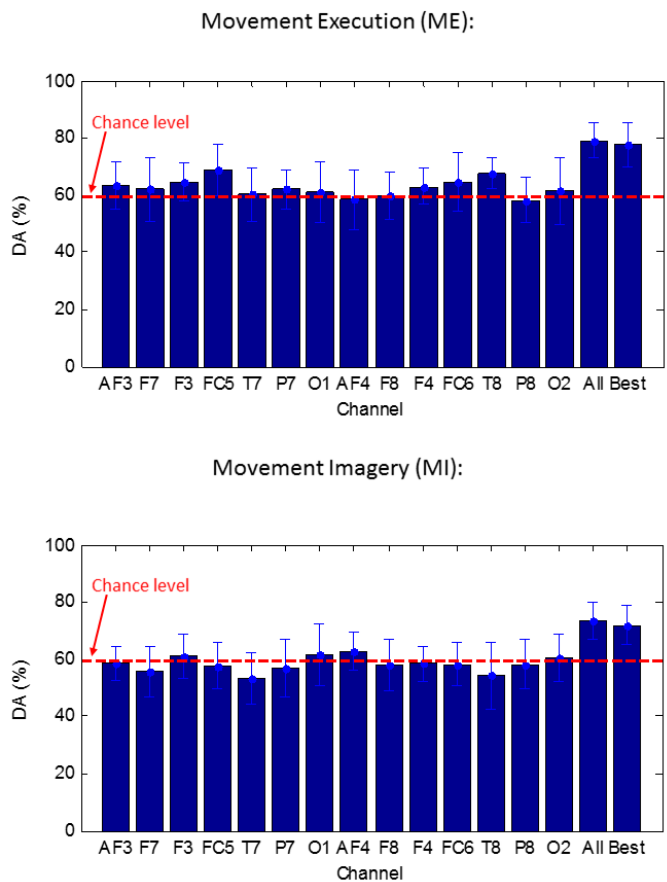 Movement Execution (ME):
100
Chance level
80
60
40
20
0
DA (%)
AF3 F7 F3 FC5 T7 P7 O1 AF4 F8 F4 FC6 T8 P8 O2 All Best
Channel
Movement Imagery (MI):
100
Chance level
80
60
40
20
0
DA (%)
AF3 F7 F3 FC5 T7 P7 O1 AF4 F8 F4 FC6 T8 P8 O2 All Best
Channel